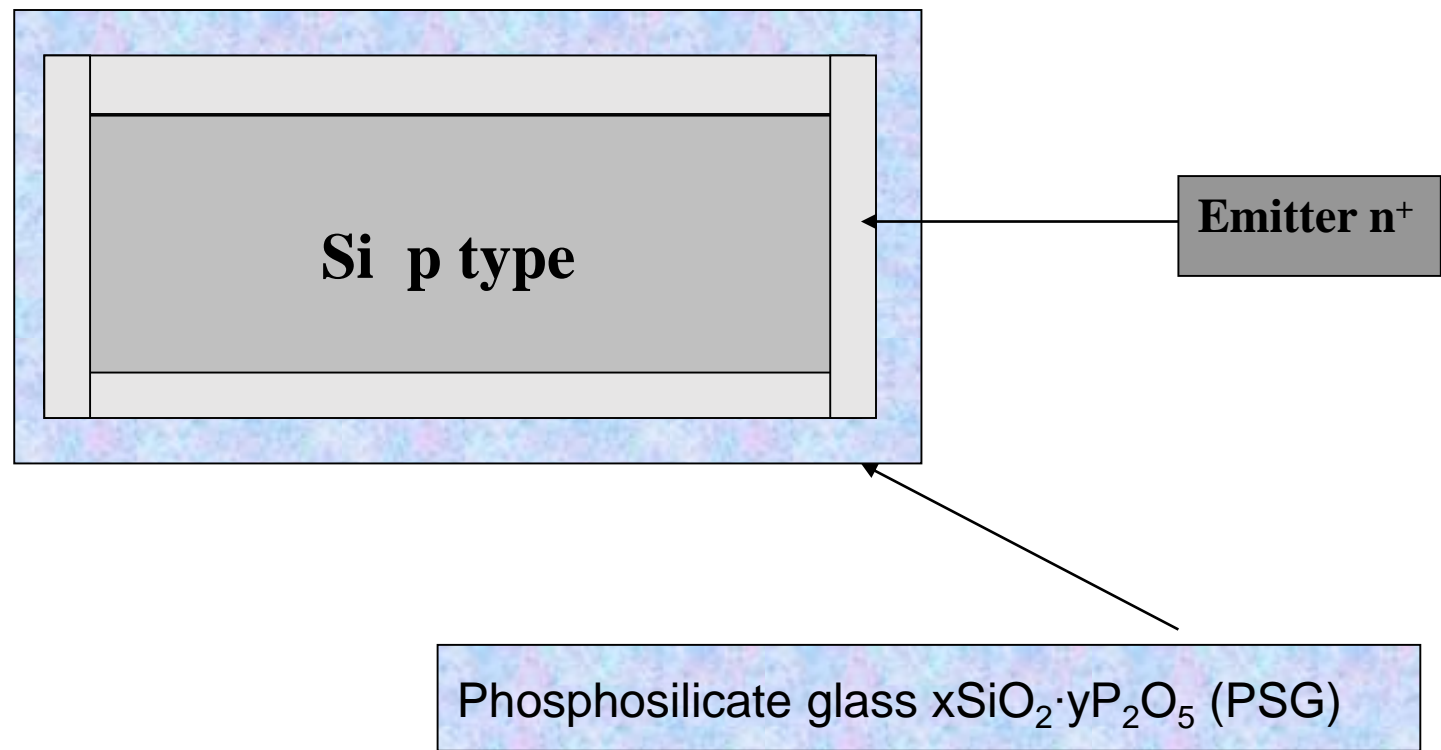 Si p type
Emitter n⁺
Phosphosilicate glass xSiO₂·yP₂O₅ (PSG)